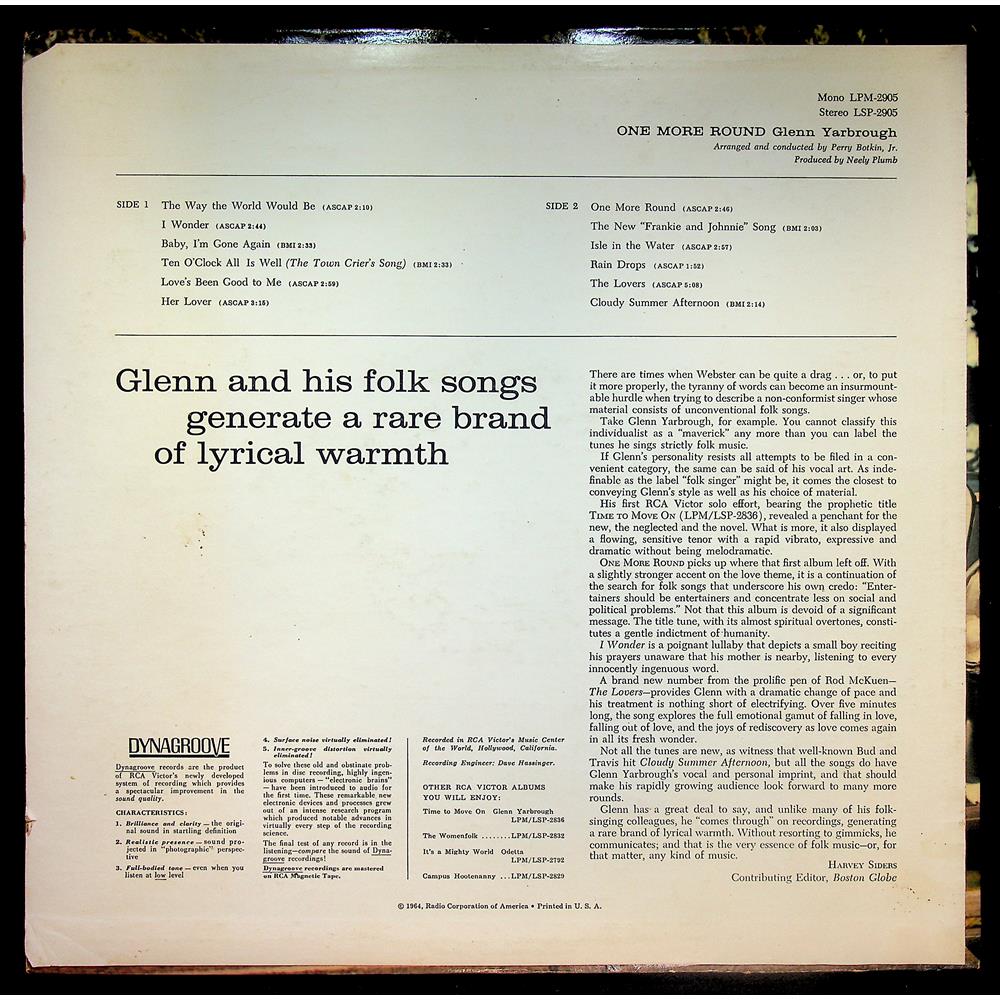 Mono LPM-2905
Stereo LSP-2905
ONE MORE ROUND Glenn Yarbrough
Arranged and conducted by Perry Botkin, Jr.
Produced by Neely Plumb
SIDE 1 The Way the World Would Be (ASCAP 2:10)
I Wonder (ASCAP 2:44)
Baby, I'm Gone Again (BMI 2:33)
Ten O'Clock All Is Well (The Town Crier's Song) (BMI 2:33)
Love's Been Good to Me (ASCAP 2:59)
Her Lover (ASCAP 3:15)
SIDE 2 One More Round (ASCAP 2:46)
The New "Frankie and Johnnie" Song (BMI 2:03)
Isle in the Water (ASCAP 2:57)
Rain Drops (ASCAP 1:52)
The Lovers (ASCAP 5:08)
Cloudy Summer Afternoon (BMI 2:14)
Glenn and his folk songs
generate a rare brand
of lyrical warmth
There are times when Webster can be quite a drag . . . or, to put
it more properly, the tyranny of words can become an insurmount-
able hurdle when trying to describe a non-conformist singer whose
material consists of unconventional folk songs.
Take Glenn Yarbrough, for example. You cannot classify this
individualist as a "maverick" any more than you can label the
tunes he sings strictly folk music.
If Glenn's personality resists all attempts to be filed in a con-
venient category, the same can be said of his vocal art. As inde-
finable as the label "folk singer" might be, it comes the closest to
conveying Glenn's style as well as his choice of material.
His first RCA Victor solo effort, bearing the prophetic title
TIME TO MOVE ON (LPM/LSP-2836), revealed a penchant for the
new, the neglected and the novel. What is more, it also displayed
a flowing, sensitive tenor with a rapid vibrato, expressive and
dramatic without being melodramatic.
ONE MORE ROUND picks up where that first album left off. With
a slightly stronger accent on the love theme, it is a continuation of
the search for folk songs that underscore his own credo: "Enter-
tainers should be entertainers and concentrate less on social and
political problems." Not that this album is devoid of a significant
message. The title tune, with its almost spiritual overtones, consti-
tutes a gentle indictment of humanity.
I Wonder is a poignant lullaby that depicts a small boy reciting
his prayers unaware that his mother is nearby, listening to every
innocently ingenuous word.
A brand new number from the prolific pen of Rod McKuen—
The Lovers—provides Glenn with a dramatic change of pace and
his treatment is nothing short of electrifying. Over five minutes
long, the song explores the full emotional gamut of falling in love,
falling out of love, and the joys of rediscovery as love comes again
in all its fresh wonder.
Not all the tunes are new, as witness that well-known Bud and
Travis hit Cloudy Summer Afternoon, but all the songs do have
Glenn Yarbrough's vocal and personal imprint, and that should
make his rapidly growing audience look forward to many more
rounds.
Glenn has a great deal to say, and unlike many of his folk-
singing colleagues, he "comes through" on recordings, generating
a rare brand of lyrical warmth. Without resorting to gimmicks, he
communicates; and that is the very essence of folk music—or, for
that matter, any kind of music.
HARVEY SIDERS
Contributing Editor, Boston Globe
DYNAGROOVE
Dynagroove records are the product
of RCA Victor's newly developed
system of recording which provides
a spectacular improvement in the
sound quality.
CHARACTERISTICS:
1. Brilliance and clarity — the origi-
nal sound in startling definition
2. Realistic presence — sound pro-
jected in "photographic" perspec-
tive
3. Full-bodied tone — even when you
listen at low level
4. Surface noise virtually eliminated!
5. Inner-groove distortion virtually
eliminated!
To solve these old and obstinate prob-
lems in disc recording, highly ingen-
ious computers — "electronic brains"
— have been introduced to audio for
the first time. These remarkable new
electronic devices and processes grew
out of an intense research program
which produced notable advances in
virtually every step of the recording
science.
The final test of any record is in the
listening—compare the sound of Dyna-
groove recordings!
Dynagroove recordings are mastered
on RCA Magnetic Tape.
Recorded in RCA Victor's Music Center
of the World, Hollywood, California.
Recording Engineer: Dave Hassinger.
OTHER RCA VICTOR ALBUMS
YOU WILL ENJOY:
Time to Move On Glenn Yarbrough
LPM/LSP-2836
The Womenfolk ........LPM/LSP-2832
It's a Mighty World Odetta
LPM/LSP-2792
Campus Hootenanny ...LPM/LSP-2829
© 1964, Radio Corporation of America • Printed in U. S. A.